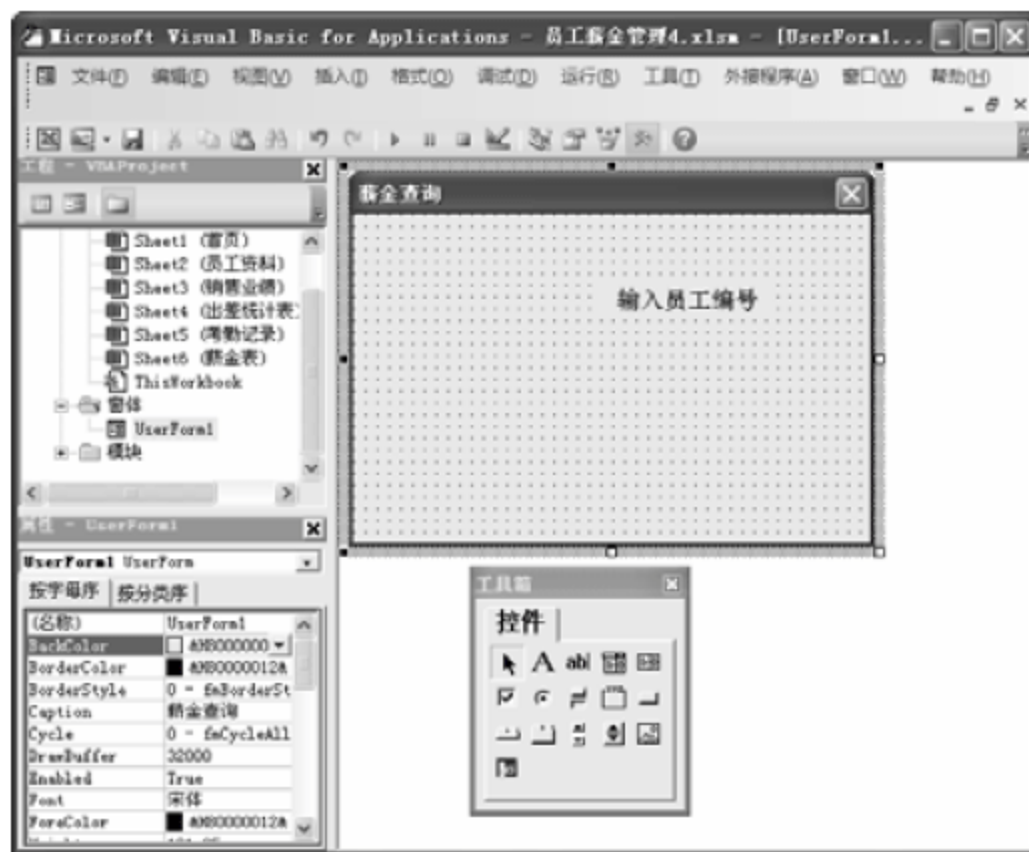 Microsoft Visual Basic for Applications - 员工薪金管理4.xlsm - [UserForm1...
文件(F) 编辑(E) 视图(V) 插入(I) 格式(O) 调试(D) 运行(R) 工具(T) 外接程序(A) 窗口(W) 帮助(H)
工程 - VBAProject
Sheet1 (首页)
Sheet2 (员工资料)
Sheet3 (销售业绩)
Sheet4 (出差统计表)
Sheet5 (考勤记录)
Sheet6 (薪金表)
ThisWorkbook
窗体
UserForm1
模块
薪金查询
输入员工编号
属性 - UserForm1
UserForm1 UserForm
按字母序 按分类序
(名称) UserForm1
BackColor &H8000000
BorderColor &H80000012&
BorderStyle 0 - fmBorderSt
Caption 薪金查询
Cycle 0 - fmCycleAll
DrawBuffer 32000
Enabled True
Font 宋体
ForeColor &H80000012&
工具箱
控件
A abl